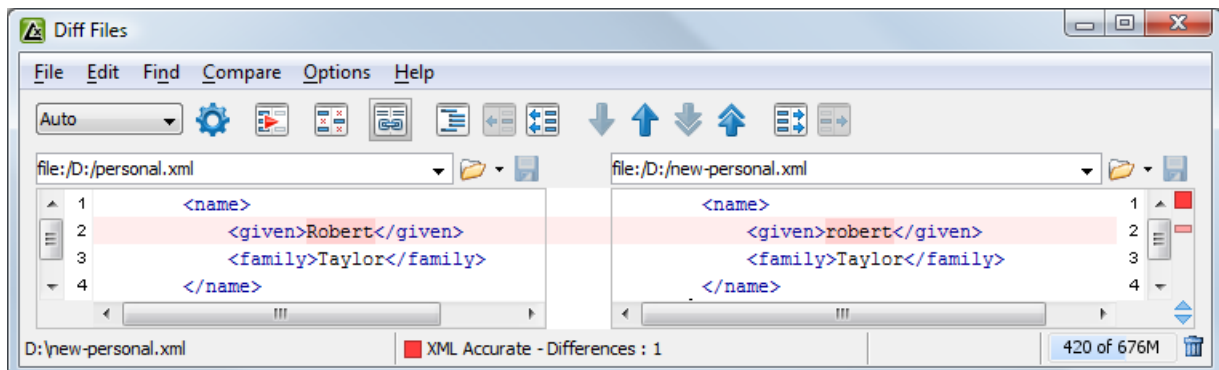 Diff Files
File Edit Find Compare Options Help
Auto
file:/D:/personal.xml
file:/D:/new-personal.xml
1 <name>
2 <given>Robert</given>
3 <family>Taylor</family>
4 </name>
<name> 1
<given>robert</given> 2
<family>Taylor</family> 3
</name> 4
D:\new-personal.xml
XML Accurate - Differences : 1
420 of 676M